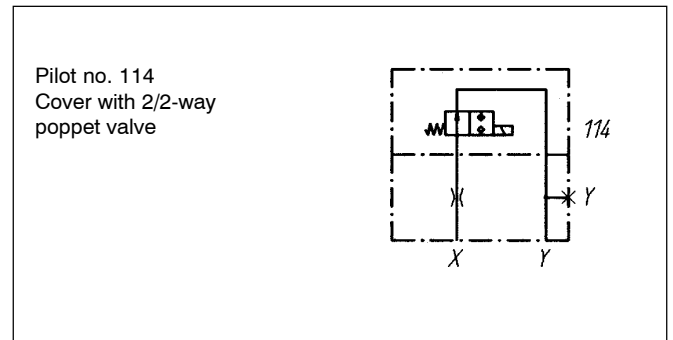 Pilot no. 114
Cover with 2/2-way
poppet valve
114
Y
X Y